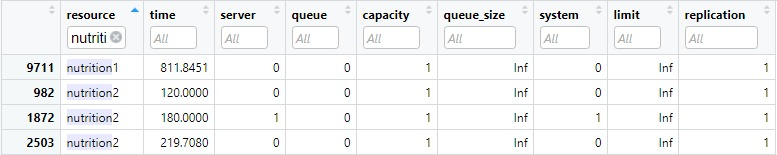 resource time server queue capacity queue_size system limit replication
nutriti All All All All All All All All
9711 nutrition1 811.8451 0 0 1 Inf 0 Inf 1
982 nutrition2 120.0000 0 0 1 Inf 0 Inf 1
1872 nutrition2 180.0000 1 0 1 Inf 1 Inf 1
2503 nutrition2 219.7080 0 0 1 Inf 0 Inf 1